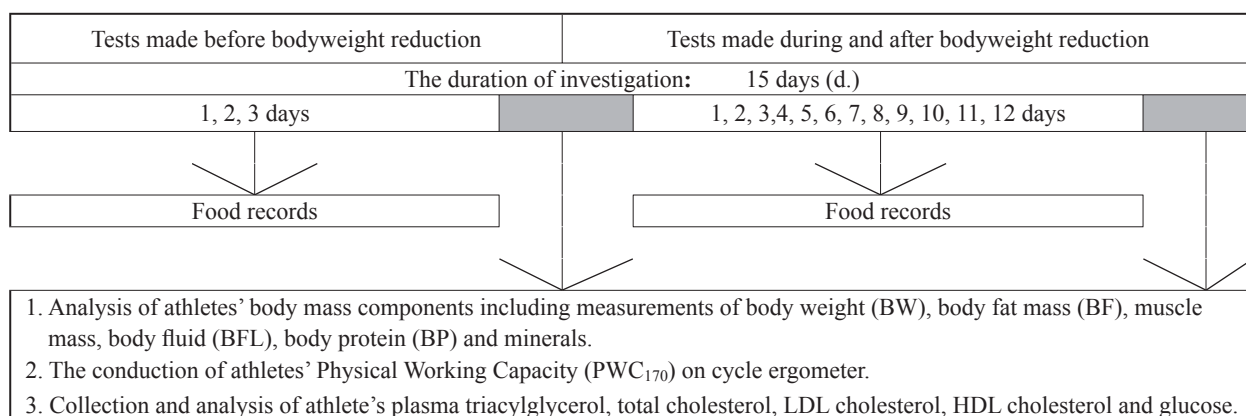 Tests made before bodyweight reduction
Tests made during and after bodyweight reduction
The duration of investigation: 15 days (d.)
1, 2, 3 days
1, 2, 3,4, 5, 6, 7, 8, 9, 10, 11, 12 days
Food records
Food records
1. Analysis of athletes’ body mass components including measurements of body weight (BW), body fat mass (BF), muscle
mass, body fluid (BFL), body protein (BP) and minerals.
2. The conduction of athletes’ Physical Working Capacity (PWC₁₇₀) on cycle ergometer.
3. Collection and analysis of athlete’s plasma triacylglycerol, total cholesterol, LDL cholesterol, HDL cholesterol and glucose.